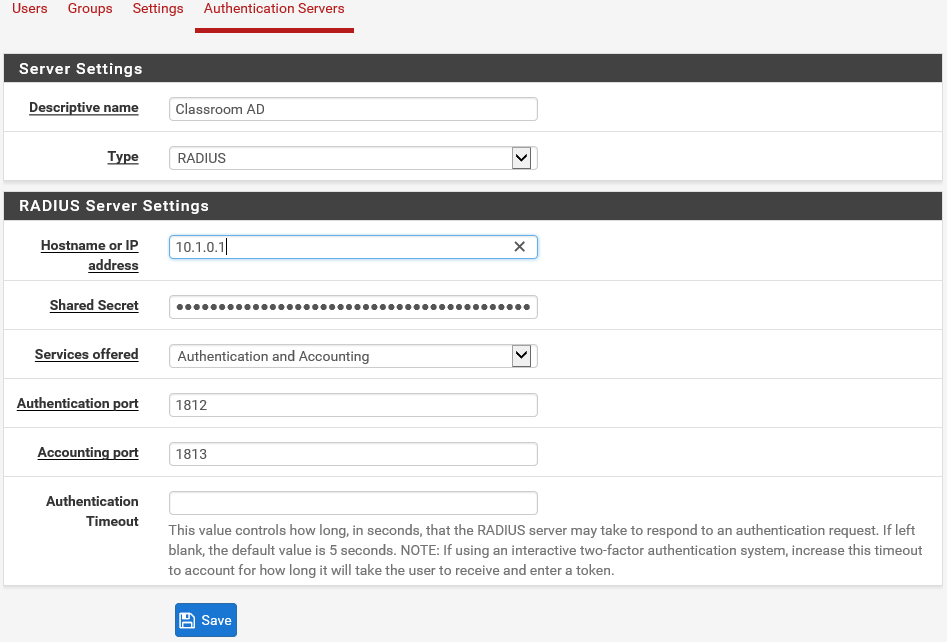 Users Groups Settings Authentication Servers
Server Settings
Descriptive name Classroom AD
Type RADIUS
RADIUS Server Settings
Hostname or IP
address
10.1.0.1
Shared Secret
Services offered Authentication and Accounting
Authentication port 1812
Accounting port 1813
Authentication
Timeout
This value controls how long, in seconds, that the RADIUS server may take to respond to an authentication request. If left
blank, the default value is 5 seconds. NOTE: If using an interactive two-factor authentication system, increase this timeout
to account for how long it will take the user to receive and enter a token.
Save